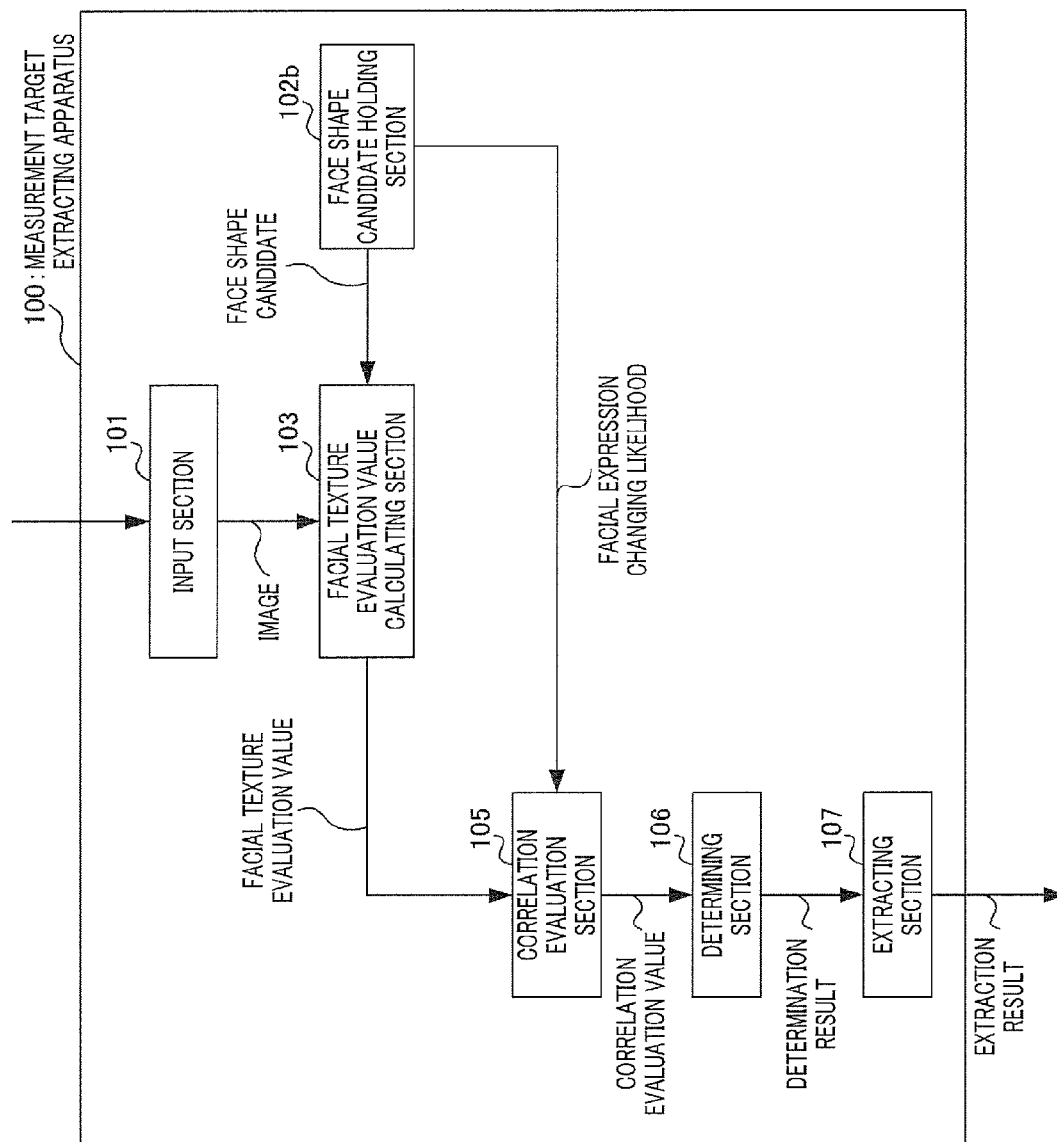 100 : MEASUREMENT TARGET
EXTRACTING APPARATUS
101
INPUT SECTION
IMAGE
103
FACIAL TEXTURE
EVALUATION VALUE
CALCULATING SECTION
FACE SHAPE
CANDIDATE
102b
FACE SHAPE
CANDIDATE HOLDING
SECTION
FACIAL TEXTURE
EVALUATION VALUE
FACIAL EXPRESSION
CHANGING LIKELIHOOD
105
CORRELATION
EVALUATION
SECTION
CORRELATION
EVALUATION VALUE
106
DETERMINING
SECTION
DETERMINATION
RESULT
107
EXTRACTING
SECTION
EXTRACTION
RESULT